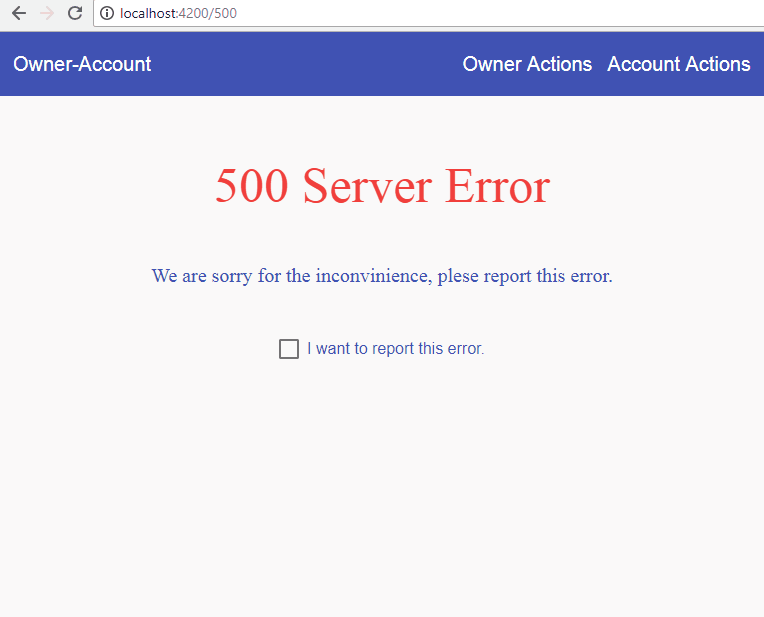 localhost:4200/500
Owner-Account Owner Actions Account Actions
500 Server Error
We are sorry for the inconvinience, plese report this error.
I want to report this error.